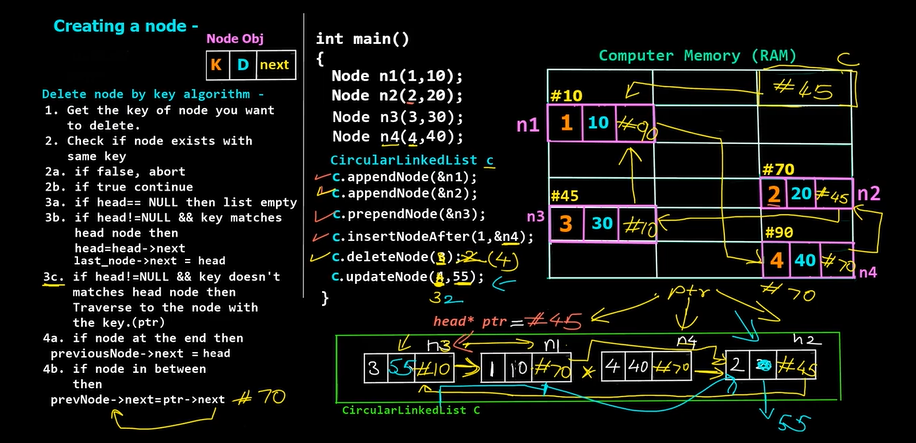 Creating a node -
Node Obj
K D next
Delete node by key algorithm -
1. Get the key of node you want
to delete.
2. Check if node exists with
same key
2a. if false, abort
2b. if true continue
3a. if head== NULL then list empty
3b. if head!=NULL && key matches
head node then
head=head->next
last_node->next = head
3c. if head!=NULL && key doesn't
matches head node then
Traverse to the node with
the key.(ptr)
4a. if node at the end then
previousNode->next = head
4b. if node in between
then
prevNode->next=ptr->next #70
int main()
{
Node n1(1,10);
Node n2(2,20);
Node n3(3,30);
Node n4(4,40);
CircularLinkedList c
c.appendNode(&n1);
c.appendNode(&n2);
c.prependNode(&n3);
c.insertNodeAfter(1,&n4);
c.deleteNode( ); (4)
c.updateNode( ,55);
3 2
}
Computer Memory (RAM)
C
#45
#10
n1 1 10 #90
#70
2 20 #45 n2
#45
n3 3 30 #10
#90
4 40 #70 n4
ptr #70
head* ptr = #45
n3 n1 n4 n2
3 55 #10 1 10 #70 4 40 #70 2 #45
CircularLinkedList C
55